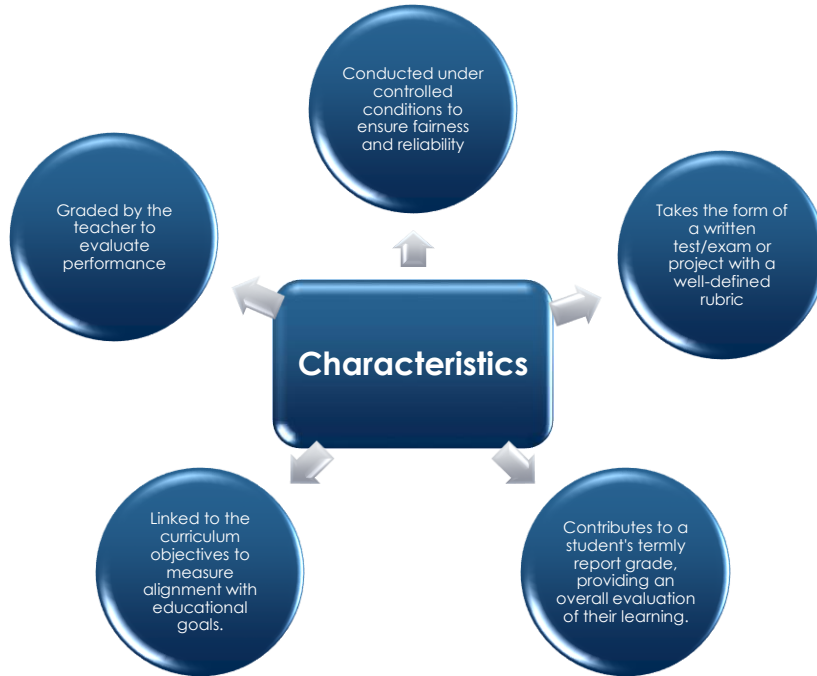 Conducted under
controlled
conditions to
ensure fairness
and reliability
Graded by the
teacher to
evaluate
performance
Takes the form of
a written
test/exam or
project with a
well-defined
rubric
Characteristics
Linked to the
curriculum
objectives to
measure
alignment with
educational
goals.
Contributes to a
student's termly
report grade,
providing an
overall evaluation
of their learning.